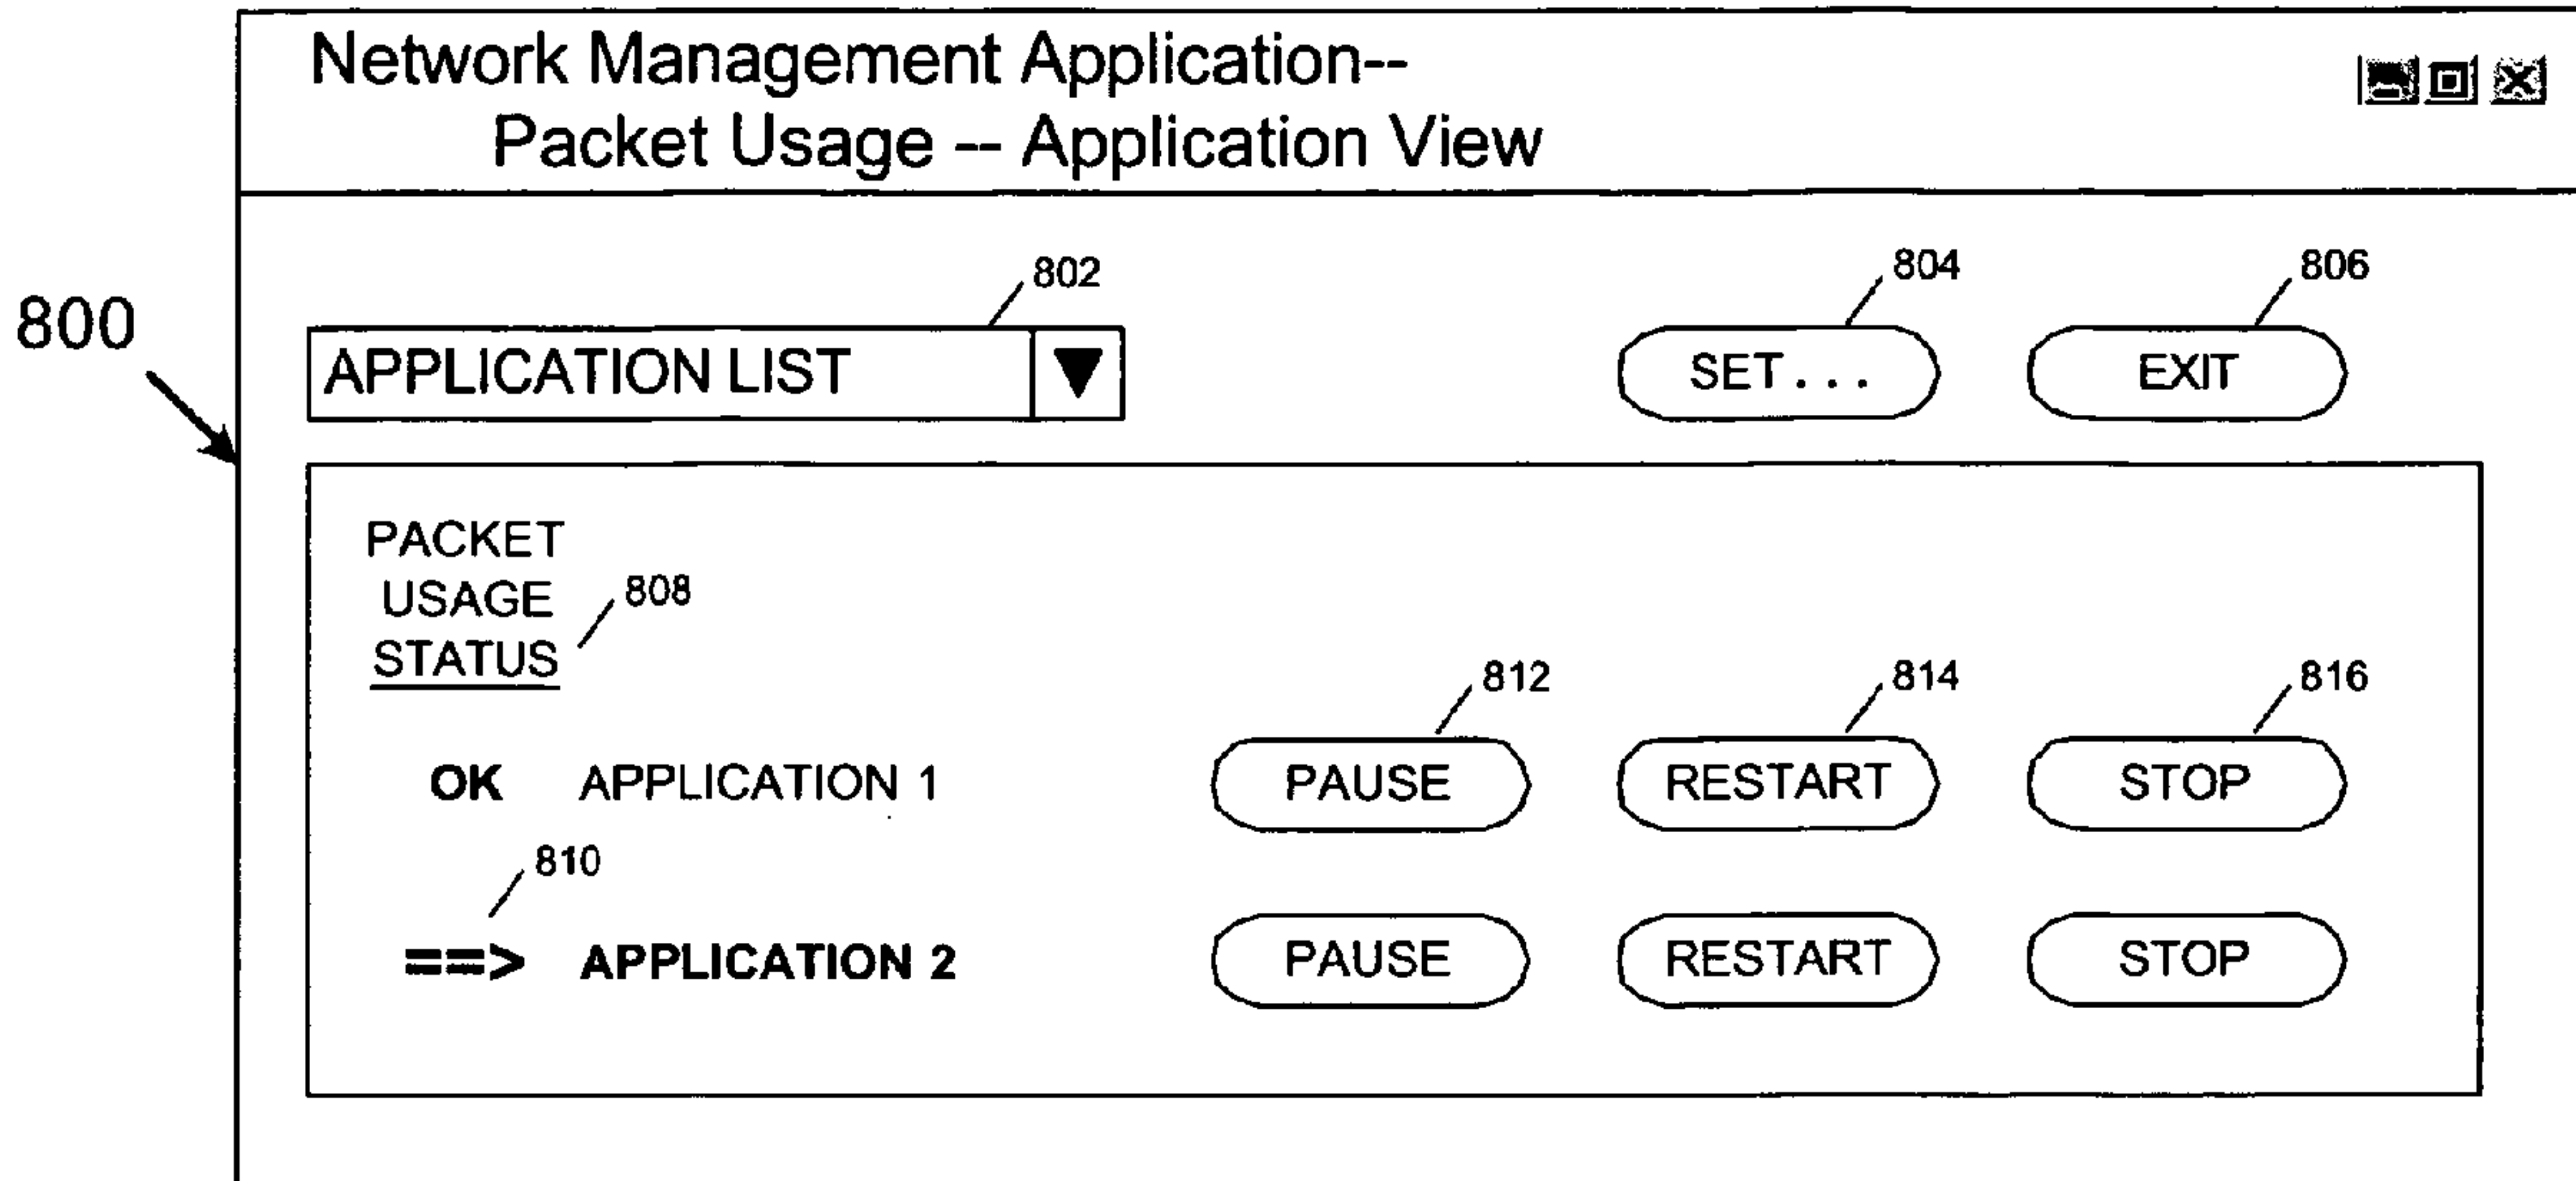 Network Management Application--
Packet Usage -- Application View
800
802
804
806
APPLICATION LIST
SET...
EXIT
PACKET
USAGE
STATUS
808
812
814
816
OK APPLICATION 1 PAUSE RESTART STOP
810
==> APPLICATION 2 PAUSE RESTART STOP